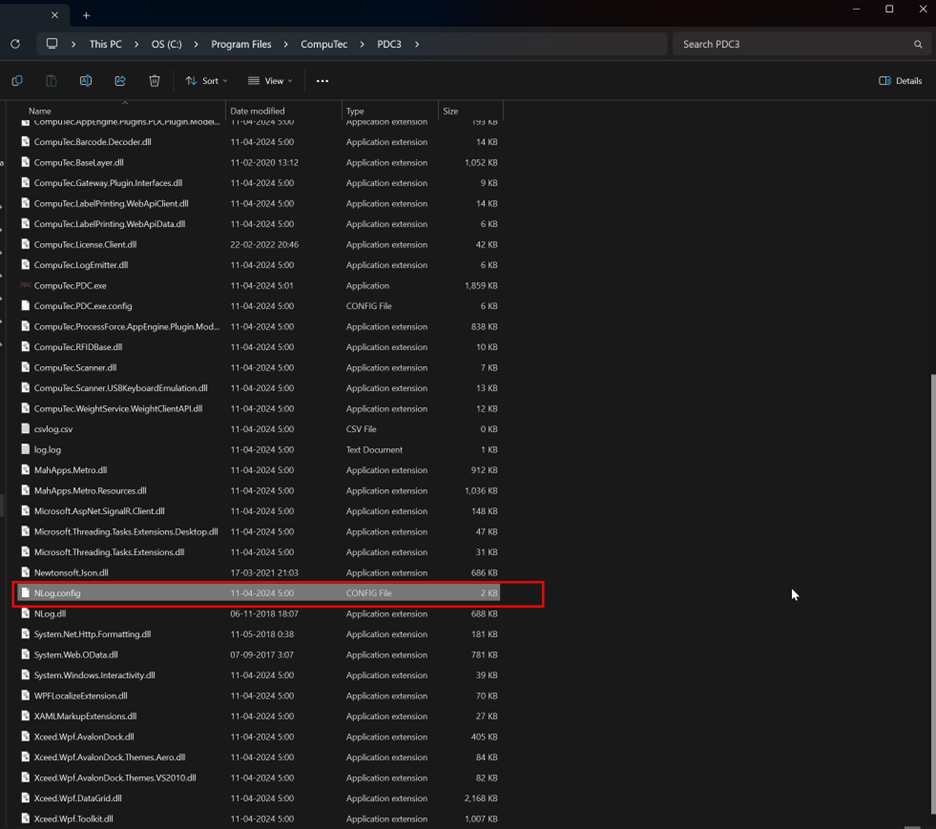 This PC > OS (C:) > Program Files > CompuTec > PDC3 > Search PDC3
Sort View Details
Name Date modified Type Size
CompuTec.AppEngine.Plugins.PDCPlugin.Model... 11-04-2024 5:00 Application extension 193 KB
CompuTec.Barcode.Decoder.dll 11-04-2024 5:00 Application extension 14 KB
CompuTec.BaseLayer.dll 11-02-2020 13:12 Application extension 1,052 KB
CompuTec.Gateway.Plugin.Interfaces.dll 11-04-2024 5:00 Application extension 9 KB
CompuTec.LabelPrinting.WebApiClient.dll 11-04-2024 5:00 Application extension 14 KB
CompuTec.LabelPrinting.WebApiData.dll 11-04-2024 5:00 Application extension 6 KB
CompuTec.License.Client.dll 22-02-2022 20:46 Application extension 42 KB
CompuTec.LogEmitter.dll 11-04-2024 5:00 Application extension 6 KB
CompuTec.PDC.exe 11-04-2024 5:01 Application 1,859 KB
CompuTec.PDC.exe.config 11-04-2024 5:00 CONFIG File 6 KB
CompuTec.ProcessForce.AppEngine.Plugin.Mod... 11-04-2024 5:00 Application extension 838 KB
CompuTec.RFIDBase.dll 11-04-2024 5:00 Application extension 10 KB
CompuTec.Scanner.dll 11-04-2024 5:00 Application extension 7 KB
CompuTec.Scanner.USBKeyboardEmulation.dll 11-04-2024 5:00 Application extension 13 KB
CompuTec.WeightService.WeightClientAPI.dll 11-04-2024 5:00 Application extension 12 KB
csvlog.csv 11-04-2024 5:00 CSV File 0 KB
log.log 11-04-2024 5:00 Text Document 1 KB
MahApps.Metro.dll 11-04-2024 5:00 Application extension 912 KB
MahApps.Metro.Resources.dll 11-04-2024 5:00 Application extension 1,036 KB
Microsoft.AspNet.SignalR.Client.dll 11-04-2024 5:00 Application extension 148 KB
Microsoft.Threading.Tasks.Extensions.Desktop.dll 11-04-2024 5:00 Application extension 47 KB
Microsoft.Threading.Tasks.Extensions.dll 11-04-2024 5:00 Application extension 31 KB
Newtonsoft.Json.dll 17-03-2021 21:03 Application extension 686 KB
NLog.config 11-04-2024 5:00 CONFIG File 2 KB
NLog.dll 06-11-2018 18:07 Application extension 688 KB
System.Net.Http.Formatting.dll 11-05-2018 0:38 Application extension 181 KB
System.Web.OData.dll 07-09-2017 3:07 Application extension 781 KB
System.Windows.Interactivity.dll 11-04-2024 5:00 Application extension 39 KB
WPFLocalizeExtension.dll 11-04-2024 5:00 Application extension 70 KB
XAMLMarkupExtensions.dll 11-04-2024 5:00 Application extension 27 KB
Xceed.Wpf.AvalonDock.dll 11-04-2024 5:00 Application extension 405 KB
Xceed.Wpf.AvalonDock.Themes.Aero.dll 11-04-2024 5:00 Application extension 84 KB
Xceed.Wpf.AvalonDock.Themes.VS2010.dll 11-04-2024 5:00 Application extension 82 KB
Xceed.Wpf.DataGrid.dll 11-04-2024 5:00 Application extension 2,168 KB
Xceed.Wpf.Toolkit.dll 11-04-2024 5:00 Application extension 1,007 KB